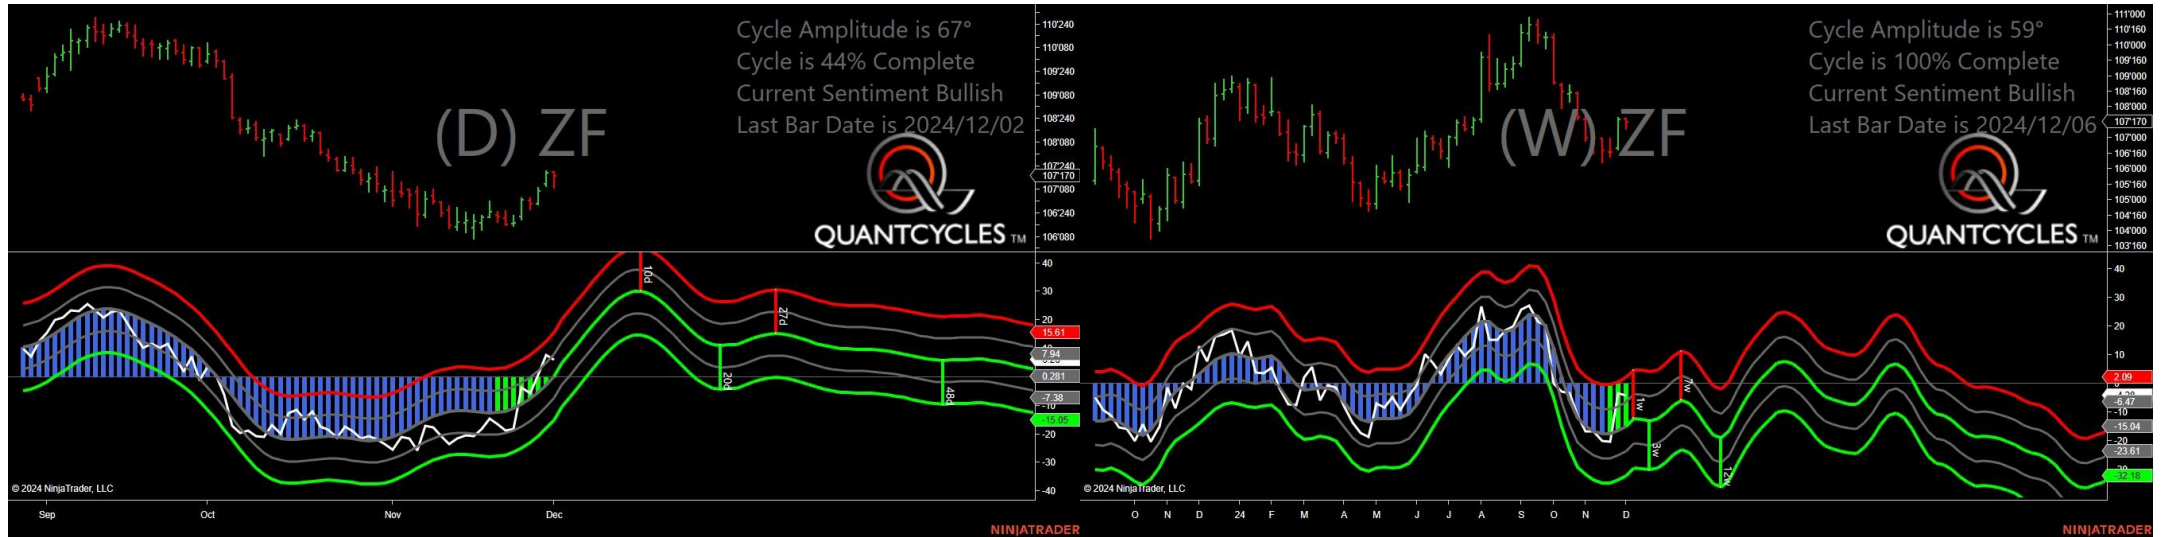 Cycle Amplitude is 67°
Cycle is 44% Complete
Current Sentiment Bullish
Last Bar Date is 2024/12/02
(D) ZF
QUANTCYCLES TM
110'240
110'080
109'240
109'080
108'240
108'080
107'240
107'170
107'080
106'240
106'080
10d
27d
20d
48d
40
30
20
15.61
7.94
0.281
-7.38
-10
-15.05
-20
-30
-40
© 2024 NinjaTrader, LLC
Sep Oct Nov Dec
NINJATRADER
Cycle Amplitude is 59°
Cycle is 100% Complete
Current Sentiment Bullish
Last Bar Date is 2024/12/06
(W) ZF
QUANTCYCLES TM
111'000
110'160
110'000
109'160
109'000
108'160
108'000
107'170
107'000
106'160
106'000
105'160
105'000
104'160
104'000
103'160
1w
7w
3w
12w
40
30
20
10
2.09
-6.47
-10
-15.04
-20
-23.61
-32.18
© 2024 NinjaTrader, LLC
O N D 24 F M A M J J A S O N D
NINJATRADER